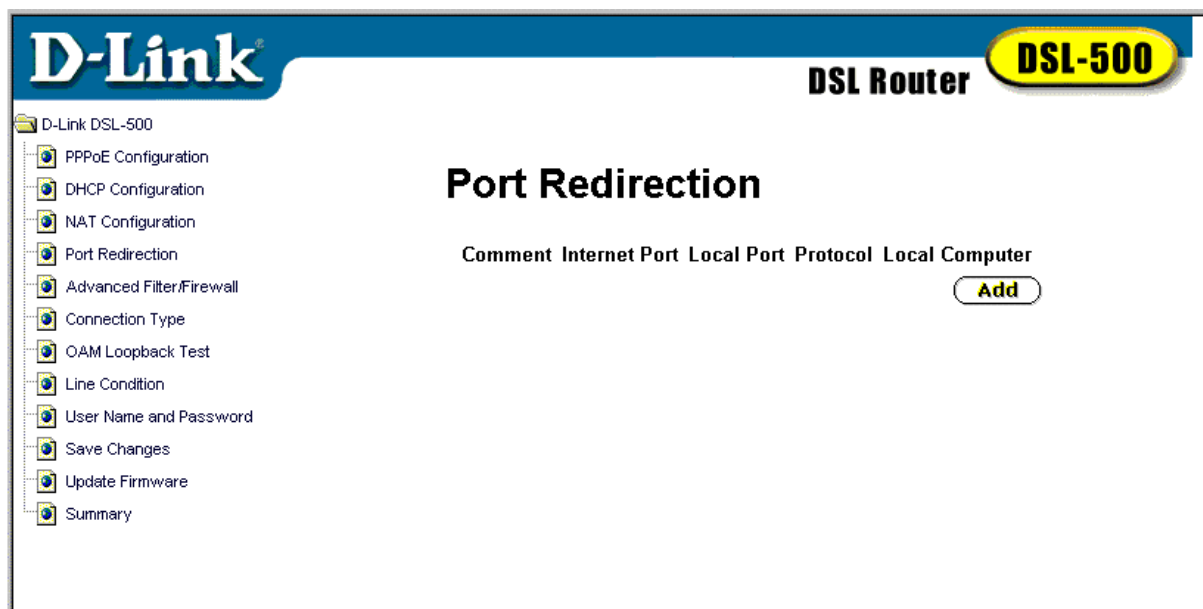 D-Link®
DSL Router
DSL-500
D-Link DSL-500
PPPoE Configuration
DHCP Configuration
NAT Configuration
Port Redirection
Advanced Filter/Firewall
Connection Type
OAM Loopback Test
Line Condition
User Name and Password
Save Changes
Update Firmware
Summary
Port Redirection
Comment Internet Port Local Port Protocol Local Computer
Add